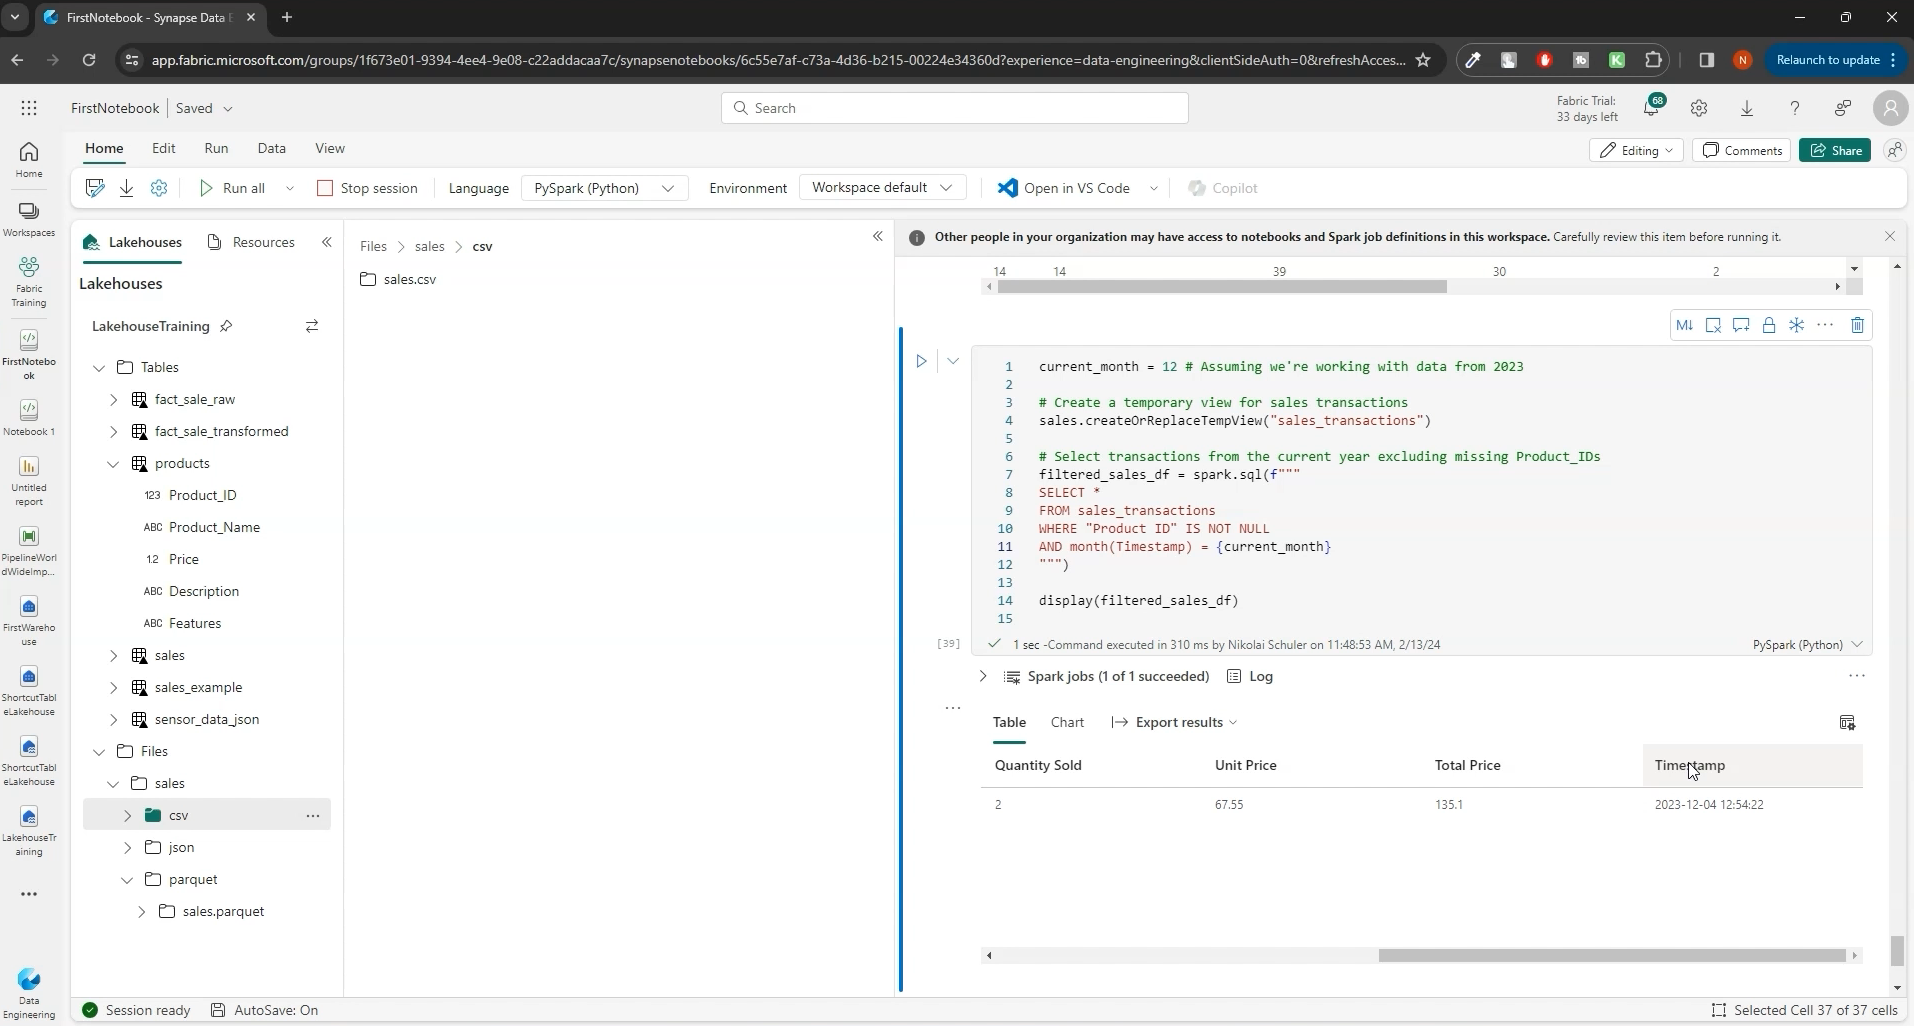 FirstNotebook - Synapse Data E
app.fabric.microsoft.com/groups/1f673e01-9394-4ee4-9e08-c22addacaa7c/synapsenotebooks/6c55e7af-c73a-4d36-b215-00224e34360d?experience=data-engineering&clientSideAuth=0&refreshAcces...
N
Relaunch to update
FirstNotebook
Saved
Search
Fabric Trial:
33 days left
68
Home Edit Run Data View
Editing
Comments
Share
Run all
Stop session
Language
PySpark (Python)
Environment
Workspace default
Open in VS Code
Copilot
Home
Workspaces
Fabric
Training
FirstNotebo
ok
Notebook 1
Untitled
report
PipelineWorl
dWideImp...
FirstWareho
use
ShortcutTabl
eLakehouse
ShortcutTabl
eLakehouse
LakehouseTr
aining
Data
Engineering
Lakehouses
Resources
Lakehouses
LakehouseTraining
Tables
fact_sale_raw
fact_sale_transformed
products
123 Product_ID
ABC Product_Name
12 Price
ABC Description
ABC Features
sales
sales_example
sensor_data_json
Files
sales
csv
json
parquet
sales.parquet
Files > sales > csv
sales.csv
Other people in your organization may have access to notebooks and Spark job definitions in this workspace. Carefully review this item before running it.
14 14 39 30 2
1 current_month = 12 # Assuming we're working with data from 2023
2
3 # Create a temporary view for sales transactions
4 sales.createOrReplaceTempView("sales_transactions")
5
6 # Select transactions from the current year excluding missing Product_IDs
7 filtered_sales_df = spark.sql(f"""
8 SELECT *
9 FROM sales_transactions
10 WHERE "Product ID" IS NOT NULL
11 AND month(Timestamp) = {current_month}
12 """)
13
14 display(filtered_sales_df)
15
[39]
1 sec -Command executed in 310 ms by Nikolai Schuler on 11:48:53 AM, 2/13/24
PySpark (Python)
Spark jobs (1 of 1 succeeded)
Log
Table Chart Export results
Quantity Sold Unit Price Total Price Timestamp
2 67.55 135.1 2023-12-04 12:54:22
Session ready
AutoSave: On
Selected Cell 37 of 37 cells